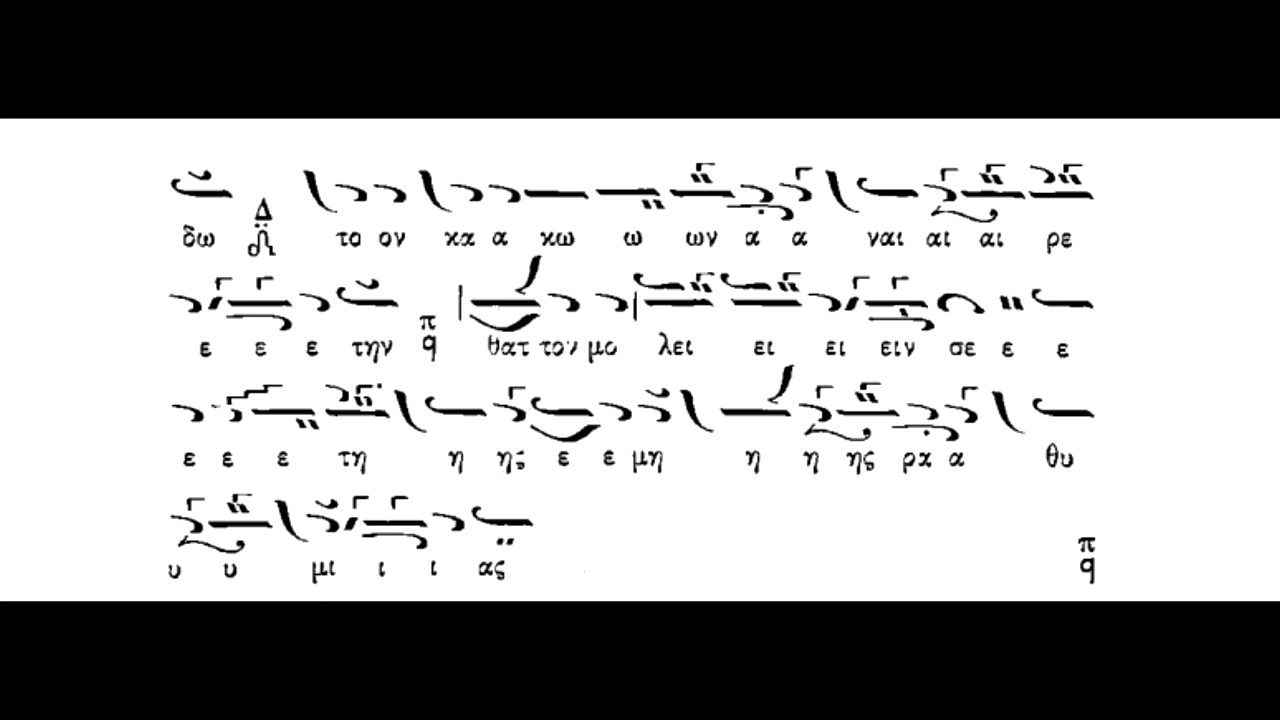 δω Δ το ον κα α κω ω ων α α ναι αι αι ρε
ε ε ε την π q θατ τον μο λει ει ει ειν σε ε ε
ε ε ε τη η ης ε ε μη η η ης ρκ α θυ
υ υ μι ι ι ας π q